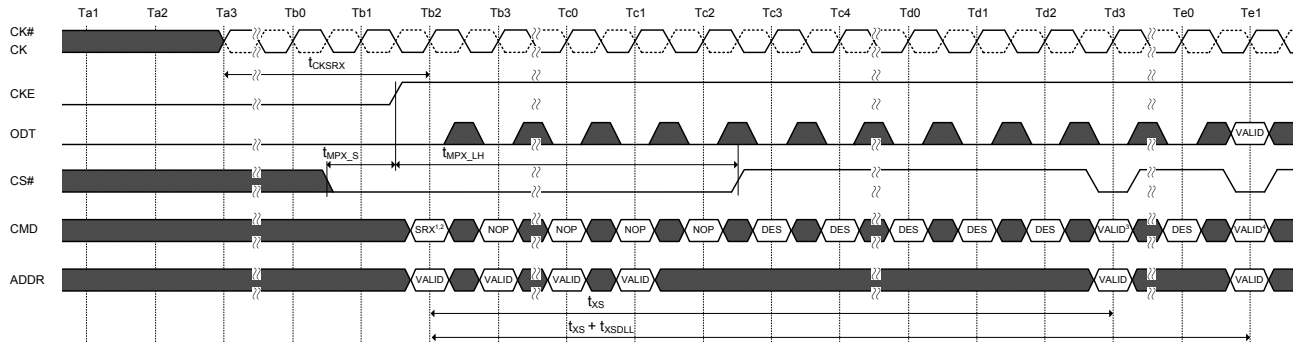 Ta1 Ta2 Ta3 Tb0 Tb1 Tb2 Tb3 Tc0 Tc1 Tc2 Tc3 Tc4 Td0 Td1 Td2 Td3 Te0 Te1
CK#
CK
tCKSRX
CKE
ODT VALID
tMPX_S tMPX_LH
CS#
CMD SRX1,2 NOP NOP NOP NOP DES DES DES DES DES VALID3 DES VALID4
ADDR VALID VALID VALID VALID VALID VALID
tXS
tXS + tXSDLL